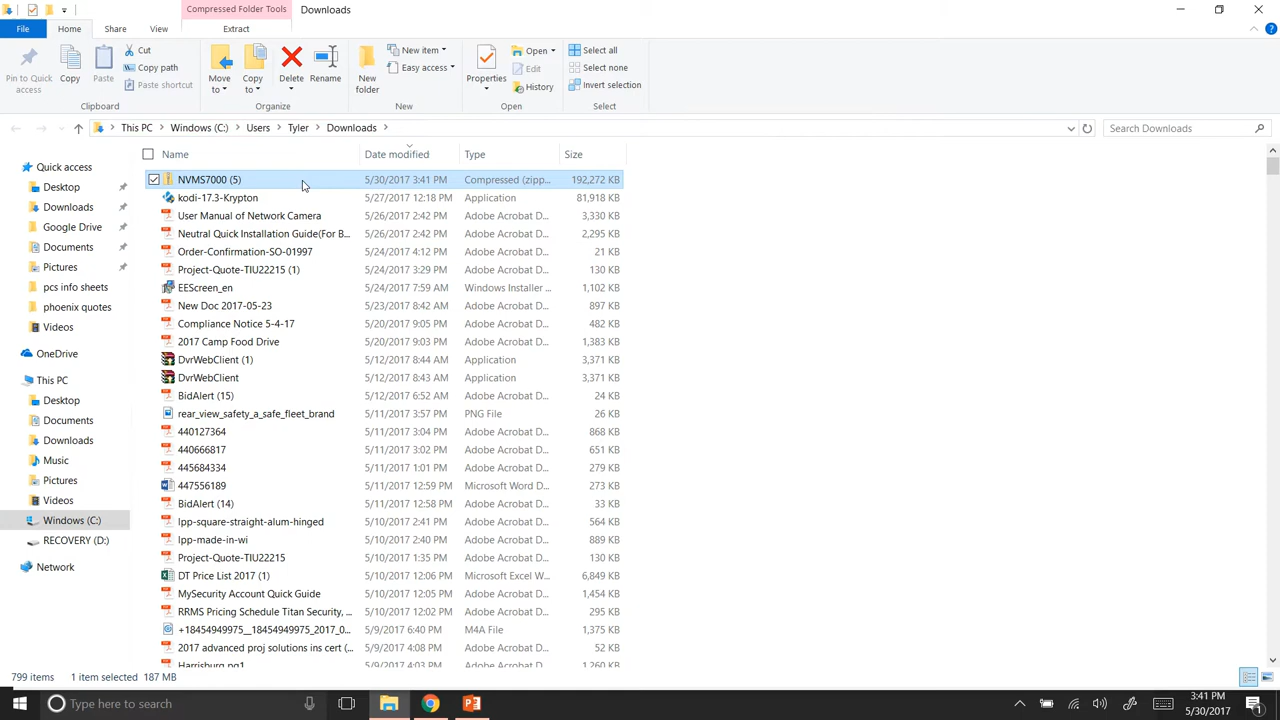 Compressed Folder Tools
Downloads
File
Home
Share
View
Extract
Pin to Quick access
Copy
Paste
Cut
Copy path
Paste shortcut
Clipboard
Move to
Copy to
Delete
Rename
Organize
New folder
New item
Easy access
New
Properties
Open
Edit
History
Open
Select all
Select none
Invert selection
Select
This PC > Windows (C:) > Users > Tyler > Downloads >
Search Downloads
Quick access
Desktop
Downloads
Google Drive
Documents
Pictures
pcs info sheets
phoenix quotes
Videos
OneDrive
This PC
Desktop
Documents
Downloads
Music
Pictures
Videos
Windows (C:)
RECOVERY (D:)
Network
Name Date modified Type Size
NVMS7000 (5) 5/30/2017 3:41 PM Compressed (zipp... 192,272 KB
kodi-17.3-Krypton 5/27/2017 12:18 PM Application 81,918 KB
User Manual of Network Camera 5/26/2017 2:42 PM Adobe Acrobat D... 3,330 KB
Neutral Quick Installation Guide(For B... 5/26/2017 2:42 PM Adobe Acrobat D... 2,295 KB
Order-Confirmation-SO-01997 5/24/2017 4:12 PM Adobe Acrobat D... 21 KB
Project-Quote-TIU22215 (1) 5/24/2017 3:29 PM Adobe Acrobat D... 130 KB
EEScreen_en 5/24/2017 7:59 AM Windows Installer ... 1,102 KB
New Doc 2017-05-23 5/23/2017 8:42 AM Adobe Acrobat D... 897 KB
Compliance Notice 5-4-17 5/20/2017 9:05 PM Adobe Acrobat D... 482 KB
2017 Camp Food Drive 5/20/2017 9:03 PM Adobe Acrobat D... 1,383 KB
DvrWebClient (1) 5/12/2017 8:44 AM Application 3,371 KB
DvrWebClient 5/12/2017 8:43 AM Application 3,371 KB
BidAlert (15) 5/12/2017 6:52 AM Adobe Acrobat D... 24 KB
rear_view_safety_a_safe_fleet_brand 5/11/2017 3:57 PM PNG File 26 KB
440127364 5/11/2017 3:04 PM Adobe Acrobat D... 868 KB
440666817 5/11/2017 3:02 PM Adobe Acrobat D... 651 KB
445684334 5/11/2017 1:01 PM Adobe Acrobat D... 279 KB
447556189 5/11/2017 12:59 PM Microsoft Word D... 273 KB
BidAlert (14) 5/11/2017 12:58 PM Adobe Acrobat D... 33 KB
lpp-square-straight-alum-hinged 5/10/2017 2:41 PM Adobe Acrobat D... 564 KB
lpp-made-in-wi 5/10/2017 2:40 PM Adobe Acrobat D... 889 KB
Project-Quote-TIU22215 5/10/2017 1:35 PM Adobe Acrobat D... 130 KB
DT Price List 2017 (1) 5/10/2017 12:06 PM Microsoft Excel W... 6,849 KB
MySecurity Account Quick Guide 5/10/2017 12:05 PM Adobe Acrobat D... 1,454 KB
RRMS Pricing Schedule Titan Security, ... 5/10/2017 12:02 PM Adobe Acrobat D... 295 KB
+18454949975__18454949975_2017_0... 5/9/2017 6:40 PM M4A File 1,375 KB
2017 advanced proj solutions ins cert (... 5/9/2017 4:08 PM Adobe Acrobat D... 52 KB
Harrisburg pg1 5/9/2017 4:03 PM Adobe Acrobat D... 1,260 KB
799 items 1 item selected 187 MB
Type here to search
3:41 PM
5/30/2017
1